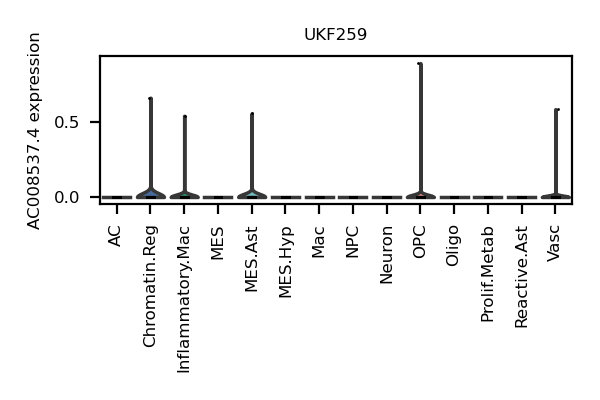 UKF259
AC008537.4 expression
0.5
0.0
AC
Chromatin.Reg
Inflammatory.Mac
MES
MES.Ast
MES.Hyp
Mac
NPC
Neuron
OPC
Oligo
Prolif.Metab
Reactive.Ast
Vasc